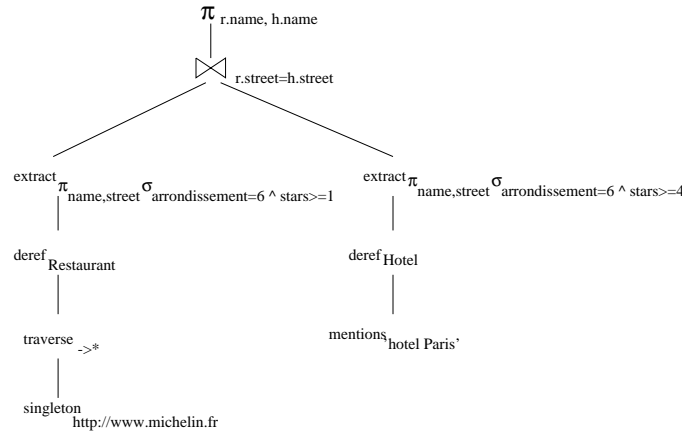 π r.name, h.name
r.street=h.street
extract π name,street σ arrondissement=6 ^ stars>=1
extract π name,street σ arrondissement=6 ^ stars>=4
deref Restaurant
deref Hotel
traverse ->*
mentions 'hotel Paris'
singleton http://www.michelin.fr